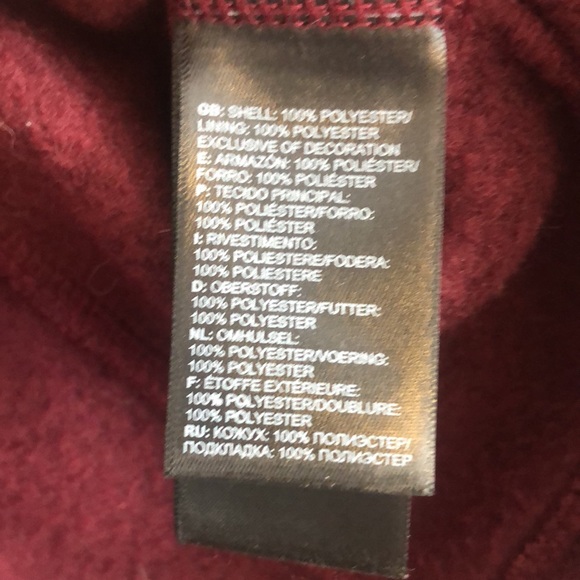 GB: SHELL: 100% POLYESTER/
LINING: 100% POLYESTER
EXCLUSIVE OF DECORATION
E: ARMAZÓN: 100% POLIÉSTER/
FORRO: 100% POLIÉSTER
P: TECIDO PRINCIPAL:
100% POLIÉSTER/FORRO:
100% POLIÉSTER
I: RIVESTIMENTO:
100% POLIESTERE/FODERA:
100% POLIESTERE
D: OBERSTOFF:
100% POLYESTER/FUTTER:
100% POLYESTER
NL: OMHULSEL:
100% POLYESTER/VOERING:
100% POLYESTER
F: ÉTOFFE EXTÉRIEURE:
100% POLYESTER/DOUBLURE:
100% POLYESTER
RU: КОЖУХ: 100% ПОЛИЭСТЕР/
ПОДКЛАДКА: 100% ПОЛИЭСТЕР